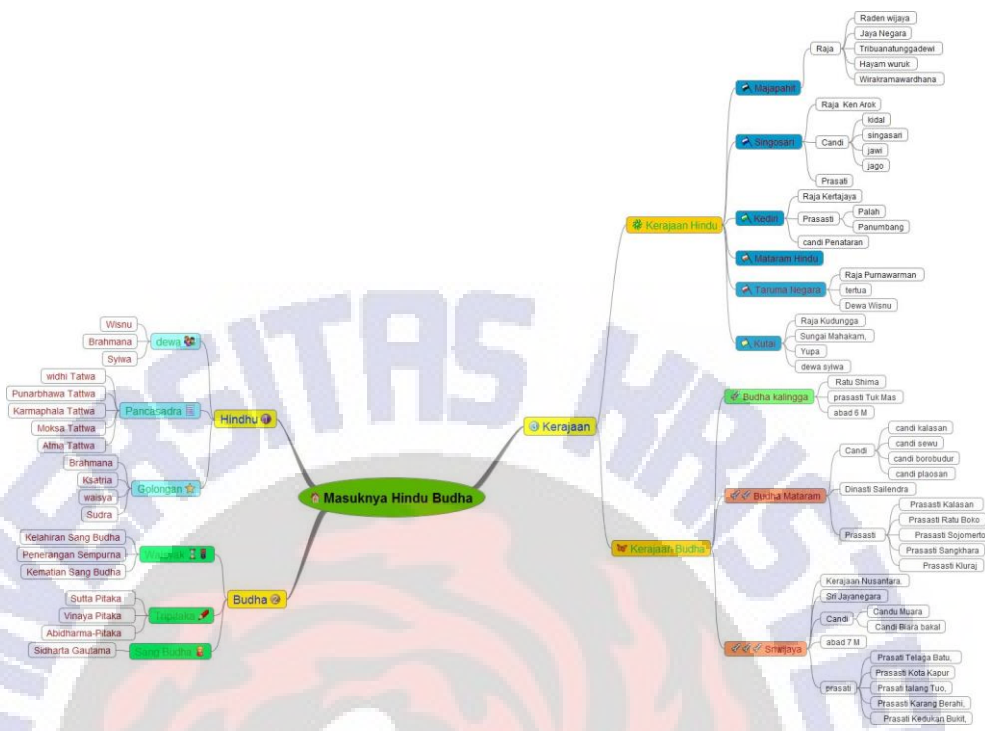 Masuknya Hindu Budha
Hindhu
dewa
Wisnu
Brahmana
Syiwa
Pancasadra
widhi Tatwa
Punarbhawa Tattwa
Karmaphala Tattwa
Moksa Tattwa
Atma Tattwa
Golongan
Brahmana
Ksatria
waisya
Sudra
Budha
Kelahiran Sang Budha
Penerangan Sempurna
Kematian Sang Budha
Tripitaka
Sutta Pitaka
Vinaya Pitaka
Abidharma-Pitaka
Sang Budha
Sidharta Gautama
Kerajaan
Kerajaan Hindu
Majapahit
Raja
Raden wijaya
Jaya Negara
Tribuanatunggadewi
Hayam wuruk
Wirakramawardhana
Singosari
Raja Ken Arok
Candi
kidal
singasari
jawi
jago
Prasati
Kediri
Raja Kertajaya
Prasasti
Palah
Panumbang
candi Penataran
Mataram Hindu
Taruma Negara
Raja Purnawarman
tertua
Dewa Wisnu
Kutai
Raja Kudungga
Sungai Mahakam,
Yupa
dewa syiwa
Kerajaan Budha
Budha kalingga
Ratu Shima
prasasti Tuk Mas
abad 6 M
Budha Mataram
Candi
candi kalasan
candi sewu
candi borobudur
candi plaosan
Dinasti Sailendra
Prasasti
Prasasti Kalasan
Prasasti Ratu Boko
Prasasti Sojomerto
Prasasti Sangkhara
Prasasti Kluraj
Sriwijaya
Kerajaan Nusantara.
Sri Jayanegara
Candi
Candu Muara
Candi Biara bakal
abad 7 M
prasati
Prasati Telaga Batu,
Prasasti Kota Kapur
Prasati talang Tuo,
Prasasti Karang Berahi,
Prasati Kedukan Bukit,